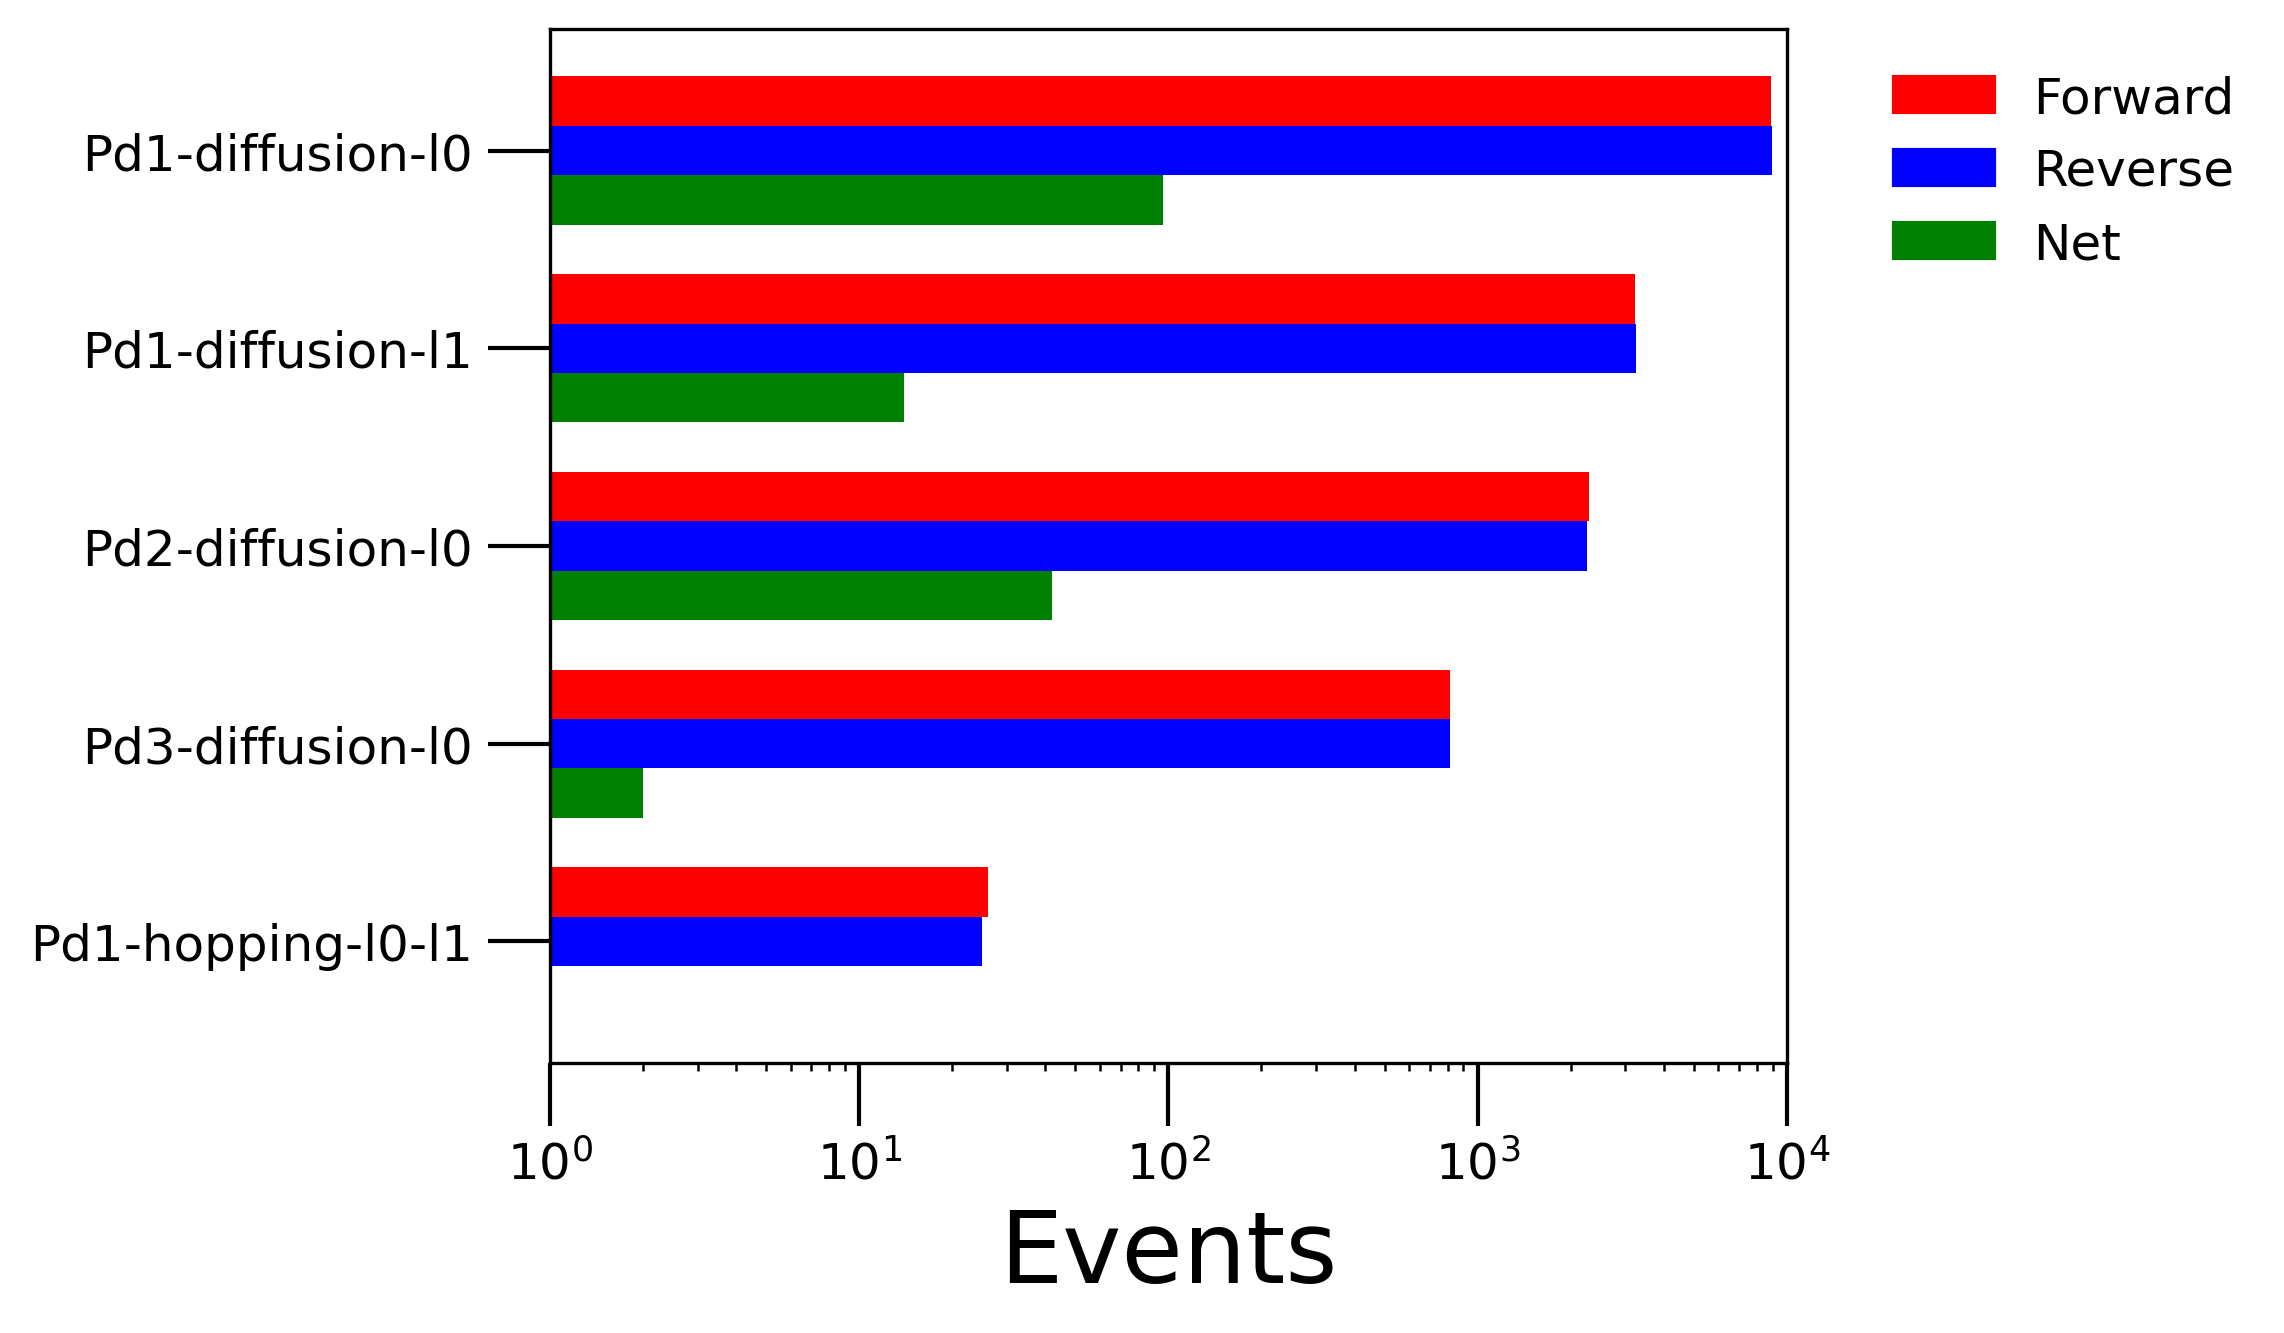 Pd1-diffusion-l0
Pd1-diffusion-l1
Pd2-diffusion-l0
Pd3-diffusion-l0
Pd1-hopping-l0-l1
10⁰ 10¹ 10² 10³ 10⁴
Events
Forward
Reverse
Net